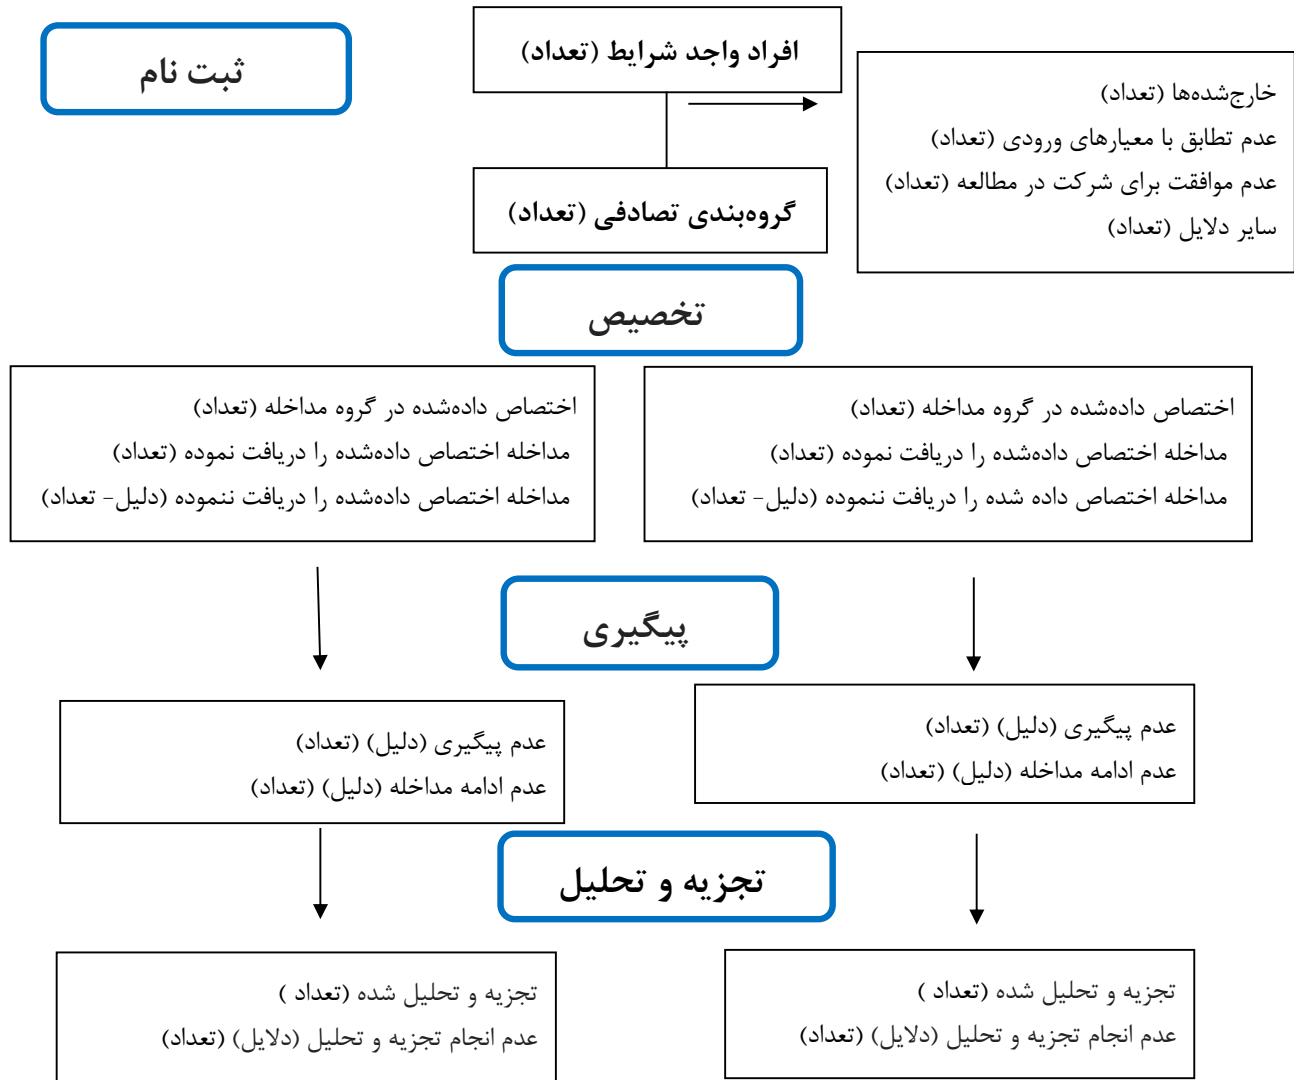 ثبت نام
افراد واجد شرایط (تعداد)
خارج‌شده‌ها (تعداد)
عدم تطابق با معیارهای ورودی (تعداد)
عدم موافقت برای شرکت در مطالعه (تعداد)
سایر دلایل (تعداد)
گروه‌بندی تصادفی (تعداد)
تخصیص
اختصاص داده‌شده در گروه مداخله (تعداد)
مداخله اختصاص داده‌شده را دریافت نموده (تعداد)
مداخله اختصاص داده شده را دریافت ننموده (دلیل- تعداد)
اختصاص داده‌شده در گروه مداخله (تعداد)
مداخله اختصاص داده‌شده را دریافت نموده (تعداد)
مداخله اختصاص داده‌شده را دریافت ننموده (دلیل- تعداد)
پیگیری
عدم پیگیری (دلیل) (تعداد)
عدم ادامه مداخله (دلیل) (تعداد)
عدم پیگیری (دلیل) (تعداد)
عدم ادامه مداخله (دلیل) (تعداد)
تجزیه و تحلیل
تجزیه و تحلیل شده (تعداد )
عدم انجام تجزیه و تحلیل (دلایل) (تعداد)
تجزیه و تحلیل شده (تعداد )
عدم انجام تجزیه و تحلیل (دلایل) (تعداد)